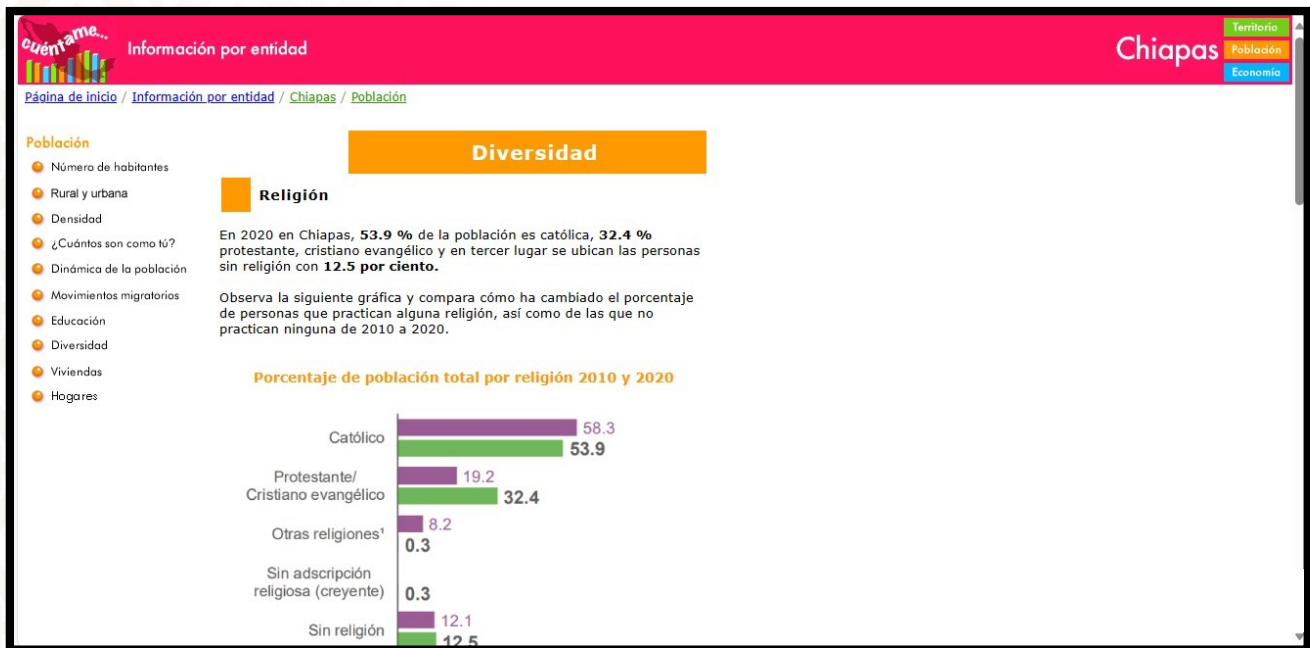 cuéntame...
Información por entidad
Chiapas
Territorio
Población
Economía
Página de inicio / Información por entidad / Chiapas / Población
Población
Número de habitantes
Rural y urbana
Densidad
¿Cuántos son como tú?
Dinámica de la población
Movimientos migratorios
Educación
Diversidad
Viviendas
Hogares
Diversidad
Religión
En 2020 en Chiapas, 53.9 % de la población es católica, 32.4 %
protestante, cristiano evangélico y en tercer lugar se ubican las personas
sin religión con 12.5 por ciento.
Observa la siguiente gráfica y compara cómo ha cambiado el porcentaje
de personas que practican alguna religión, así como de las que no
practican ninguna de 2010 a 2020.
Porcentaje de población total por religión 2010 y 2020
Católico
58.3
53.9
Protestante/
Cristiano evangélico
19.2
32.4
Otras religiones¹
8.2
0.3
Sin adscripción
religiosa (creyente)
0.3
Sin religión
12.1
12.5